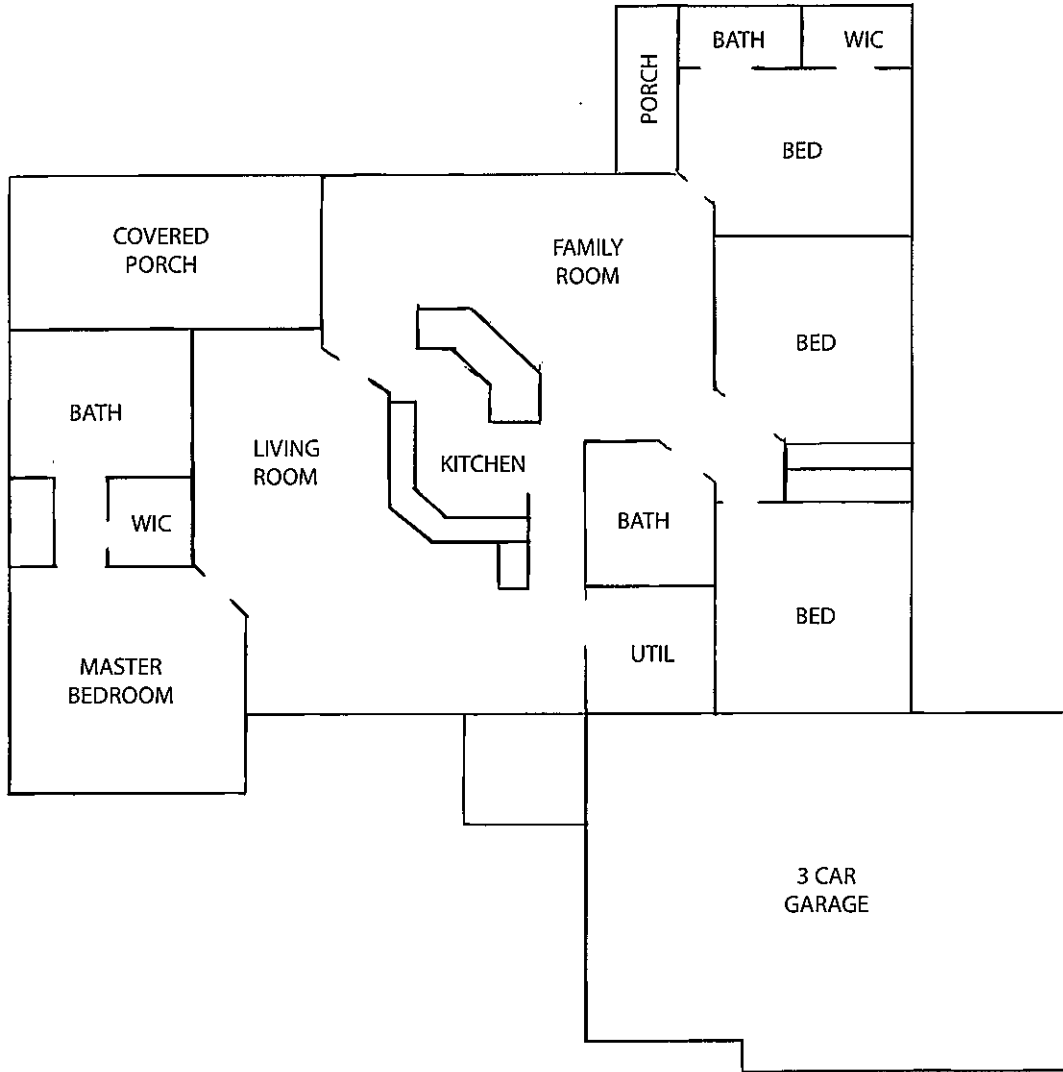 BATH
WIC
PORCH
BED
COVERED
PORCH
FAMILY
ROOM
BED
BATH
LIVING
ROOM
KITCHEN
WIC
BATH
BED
UTIL
MASTER
BEDROOM
3 CAR
GARAGE